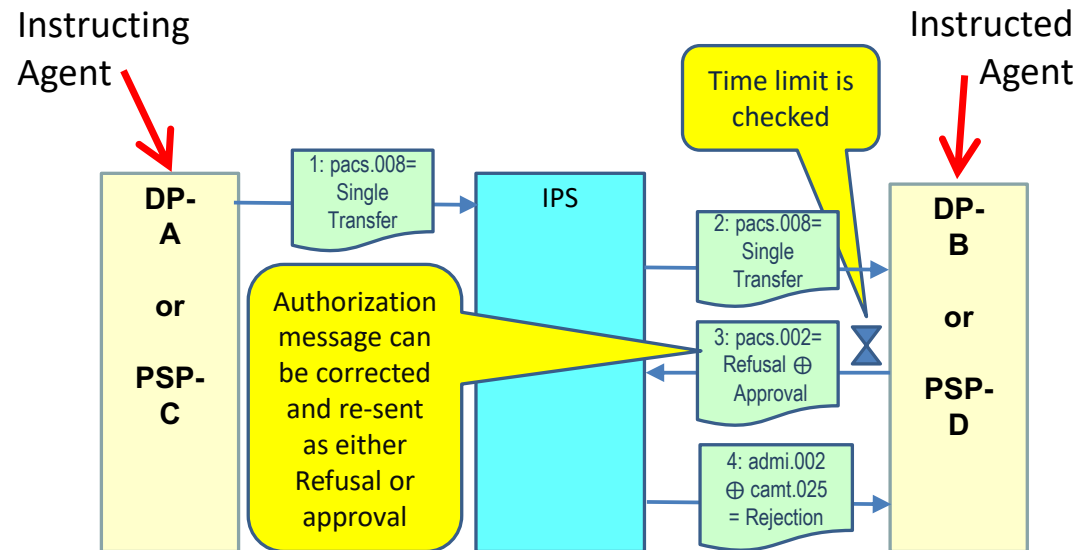 Instructing
Agent
Instructed
Agent
Time limit is
checked
1: pacs.008=
Single
Transfer
DP-
A
or
PSP-
C
IPS
2: pacs.008=
Single
Transfer
DP-
B
or
PSP-
D
Authorization
message can
be corrected
and re-sent
as either
Refusal or
approval
3: pacs.002=
Refusal ⊕
Approval
4: admi.002
⊕ camt.025
= Rejection